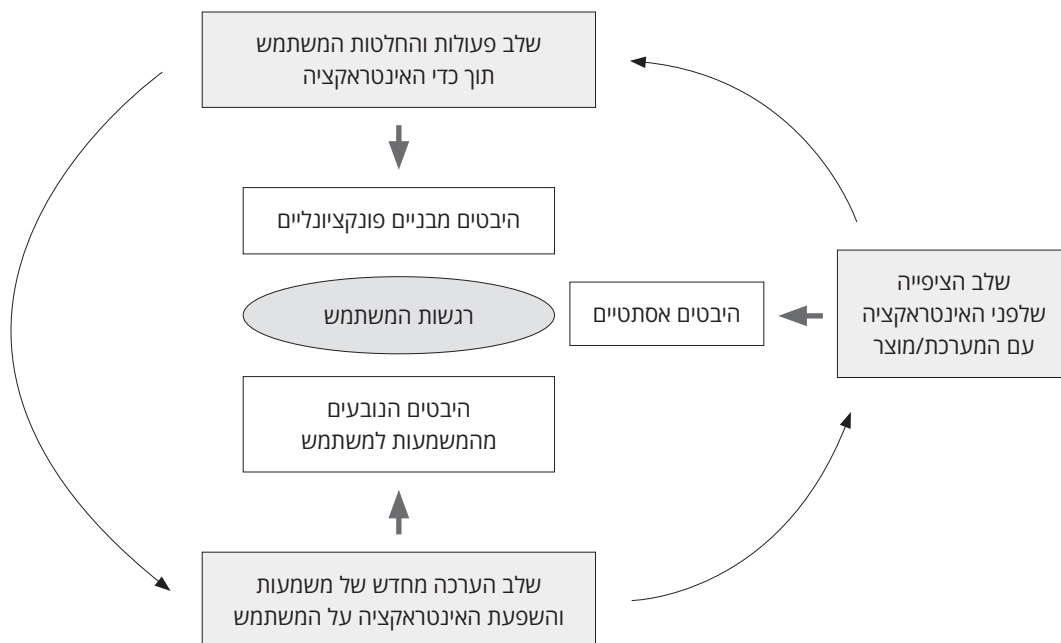 שלב פעולות והחלטות המשתמש
תוך כדי האינטראקציה
היבטים מבניים פונקציונליים
שלב הציפייה
שלפני האינטראקציה
עם המערכת/מוצר
היבטים אסתטיים
רגשות המשתמש
היבטים הנובעים
מהמשמעות למשתמש
שלב הערכה מחדש של משמעות
והשפעת האינטראקציה על המשתמש